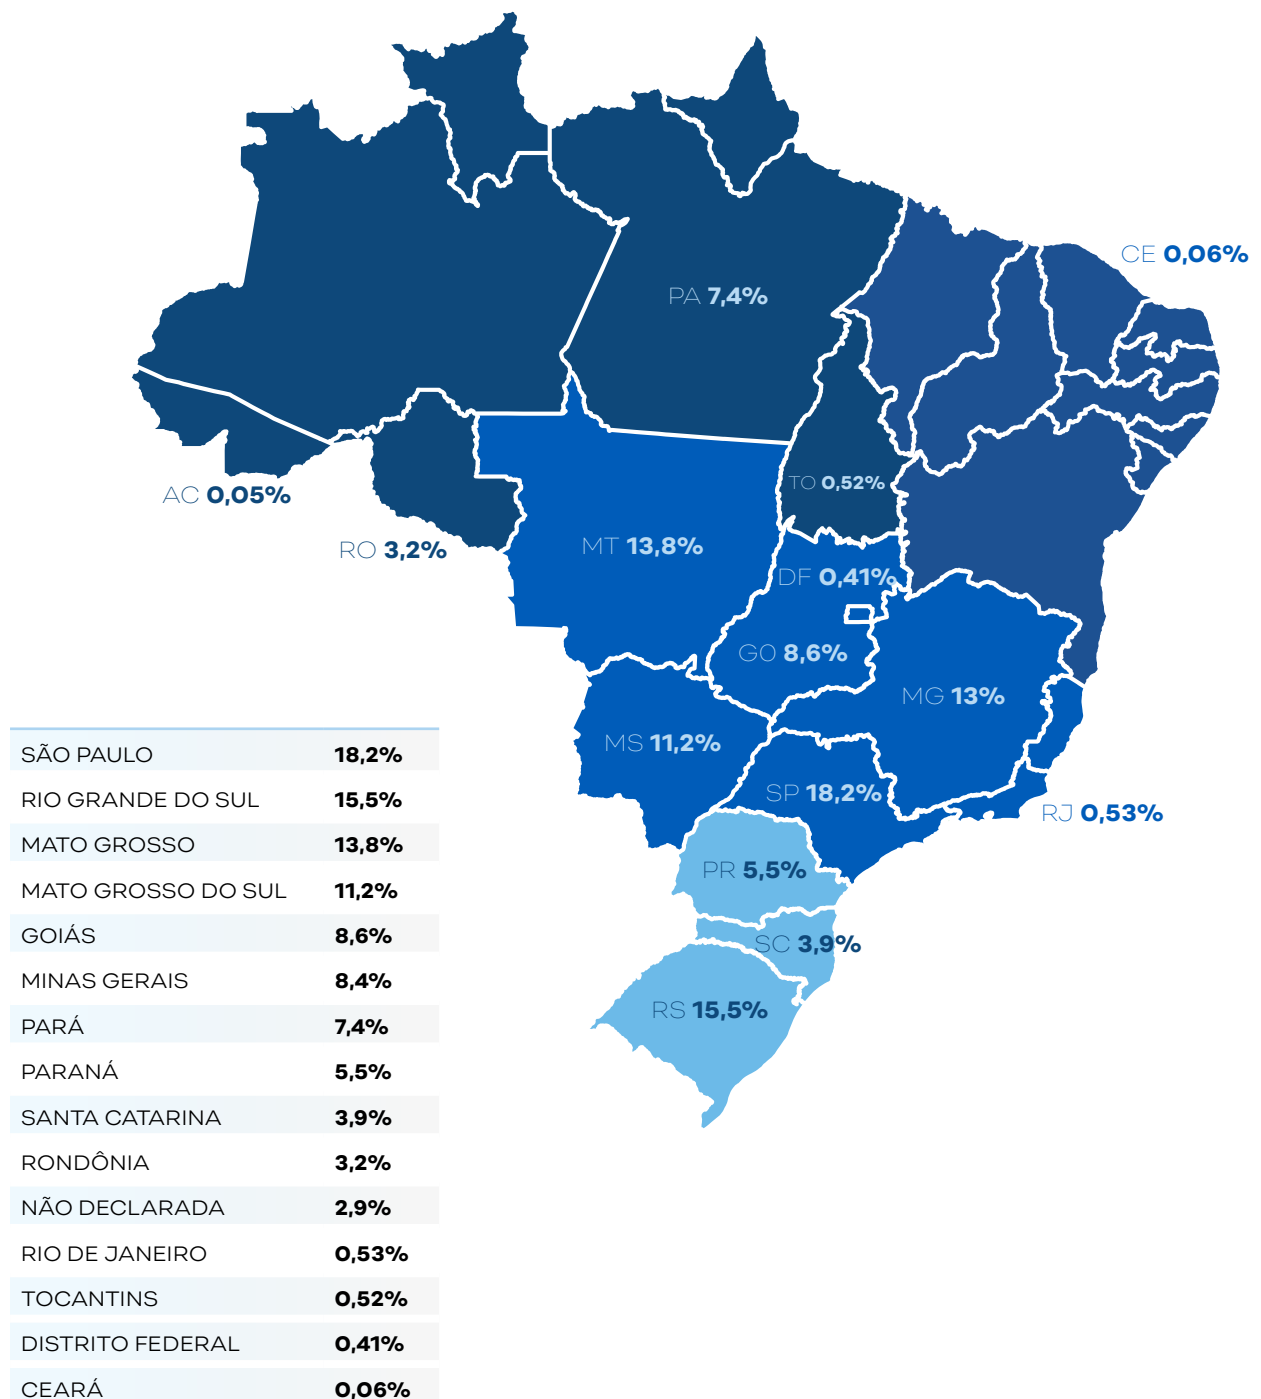 CE 0,06%
PA 7,4%
TO 0,52%
AC 0,05%
RO 3,2%
MT 13,8%
DF 0,41%
GO 8,6%
MG 13%
MS 11,2%
SP 18,2%
RJ 0,53%
PR 5,5%
SC 3,9%
RS 15,5%
SÃO PAULO 18,2%
RIO GRANDE DO SUL 15,5%
MATO GROSSO 13,8%
MATO GROSSO DO SUL 11,2%
GOIÁS 8,6%
MINAS GERAIS 8,4%
PARÁ 7,4%
PARANÁ 5,5%
SANTA CATARINA 3,9%
RONDÔNIA 3,2%
NÃO DECLARADA 2,9%
RIO DE JANEIRO 0,53%
TOCANTINS 0,52%
DISTRITO FEDERAL 0,41%
CEARÁ 0,06%